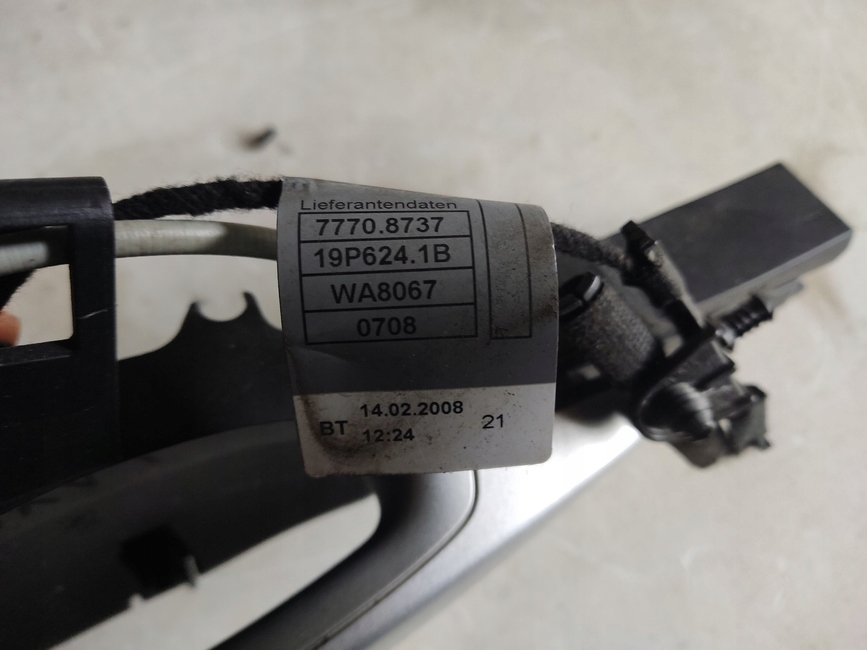 Lieferantendaten
7770.8737
19P624.1B
WA8067
0708
BT 14.02.2008 21
12:24